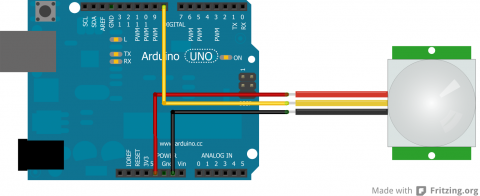 SCL
SDA
AREF
GND
13
12
11
10
9
8
7
6
5
4
3
2
1
0
PWM
PWM
PWM
PWM
PWM
PWM
DIGITAL
TX
RX
L
TX
RX
Arduino UNO
ON
1
www.arduino.cc
POWER
ANALOG IN
IOREF
RESET
3V3
5V
Gnd
Vin
0 1 2 3 4 5
Made with Fritzing.org